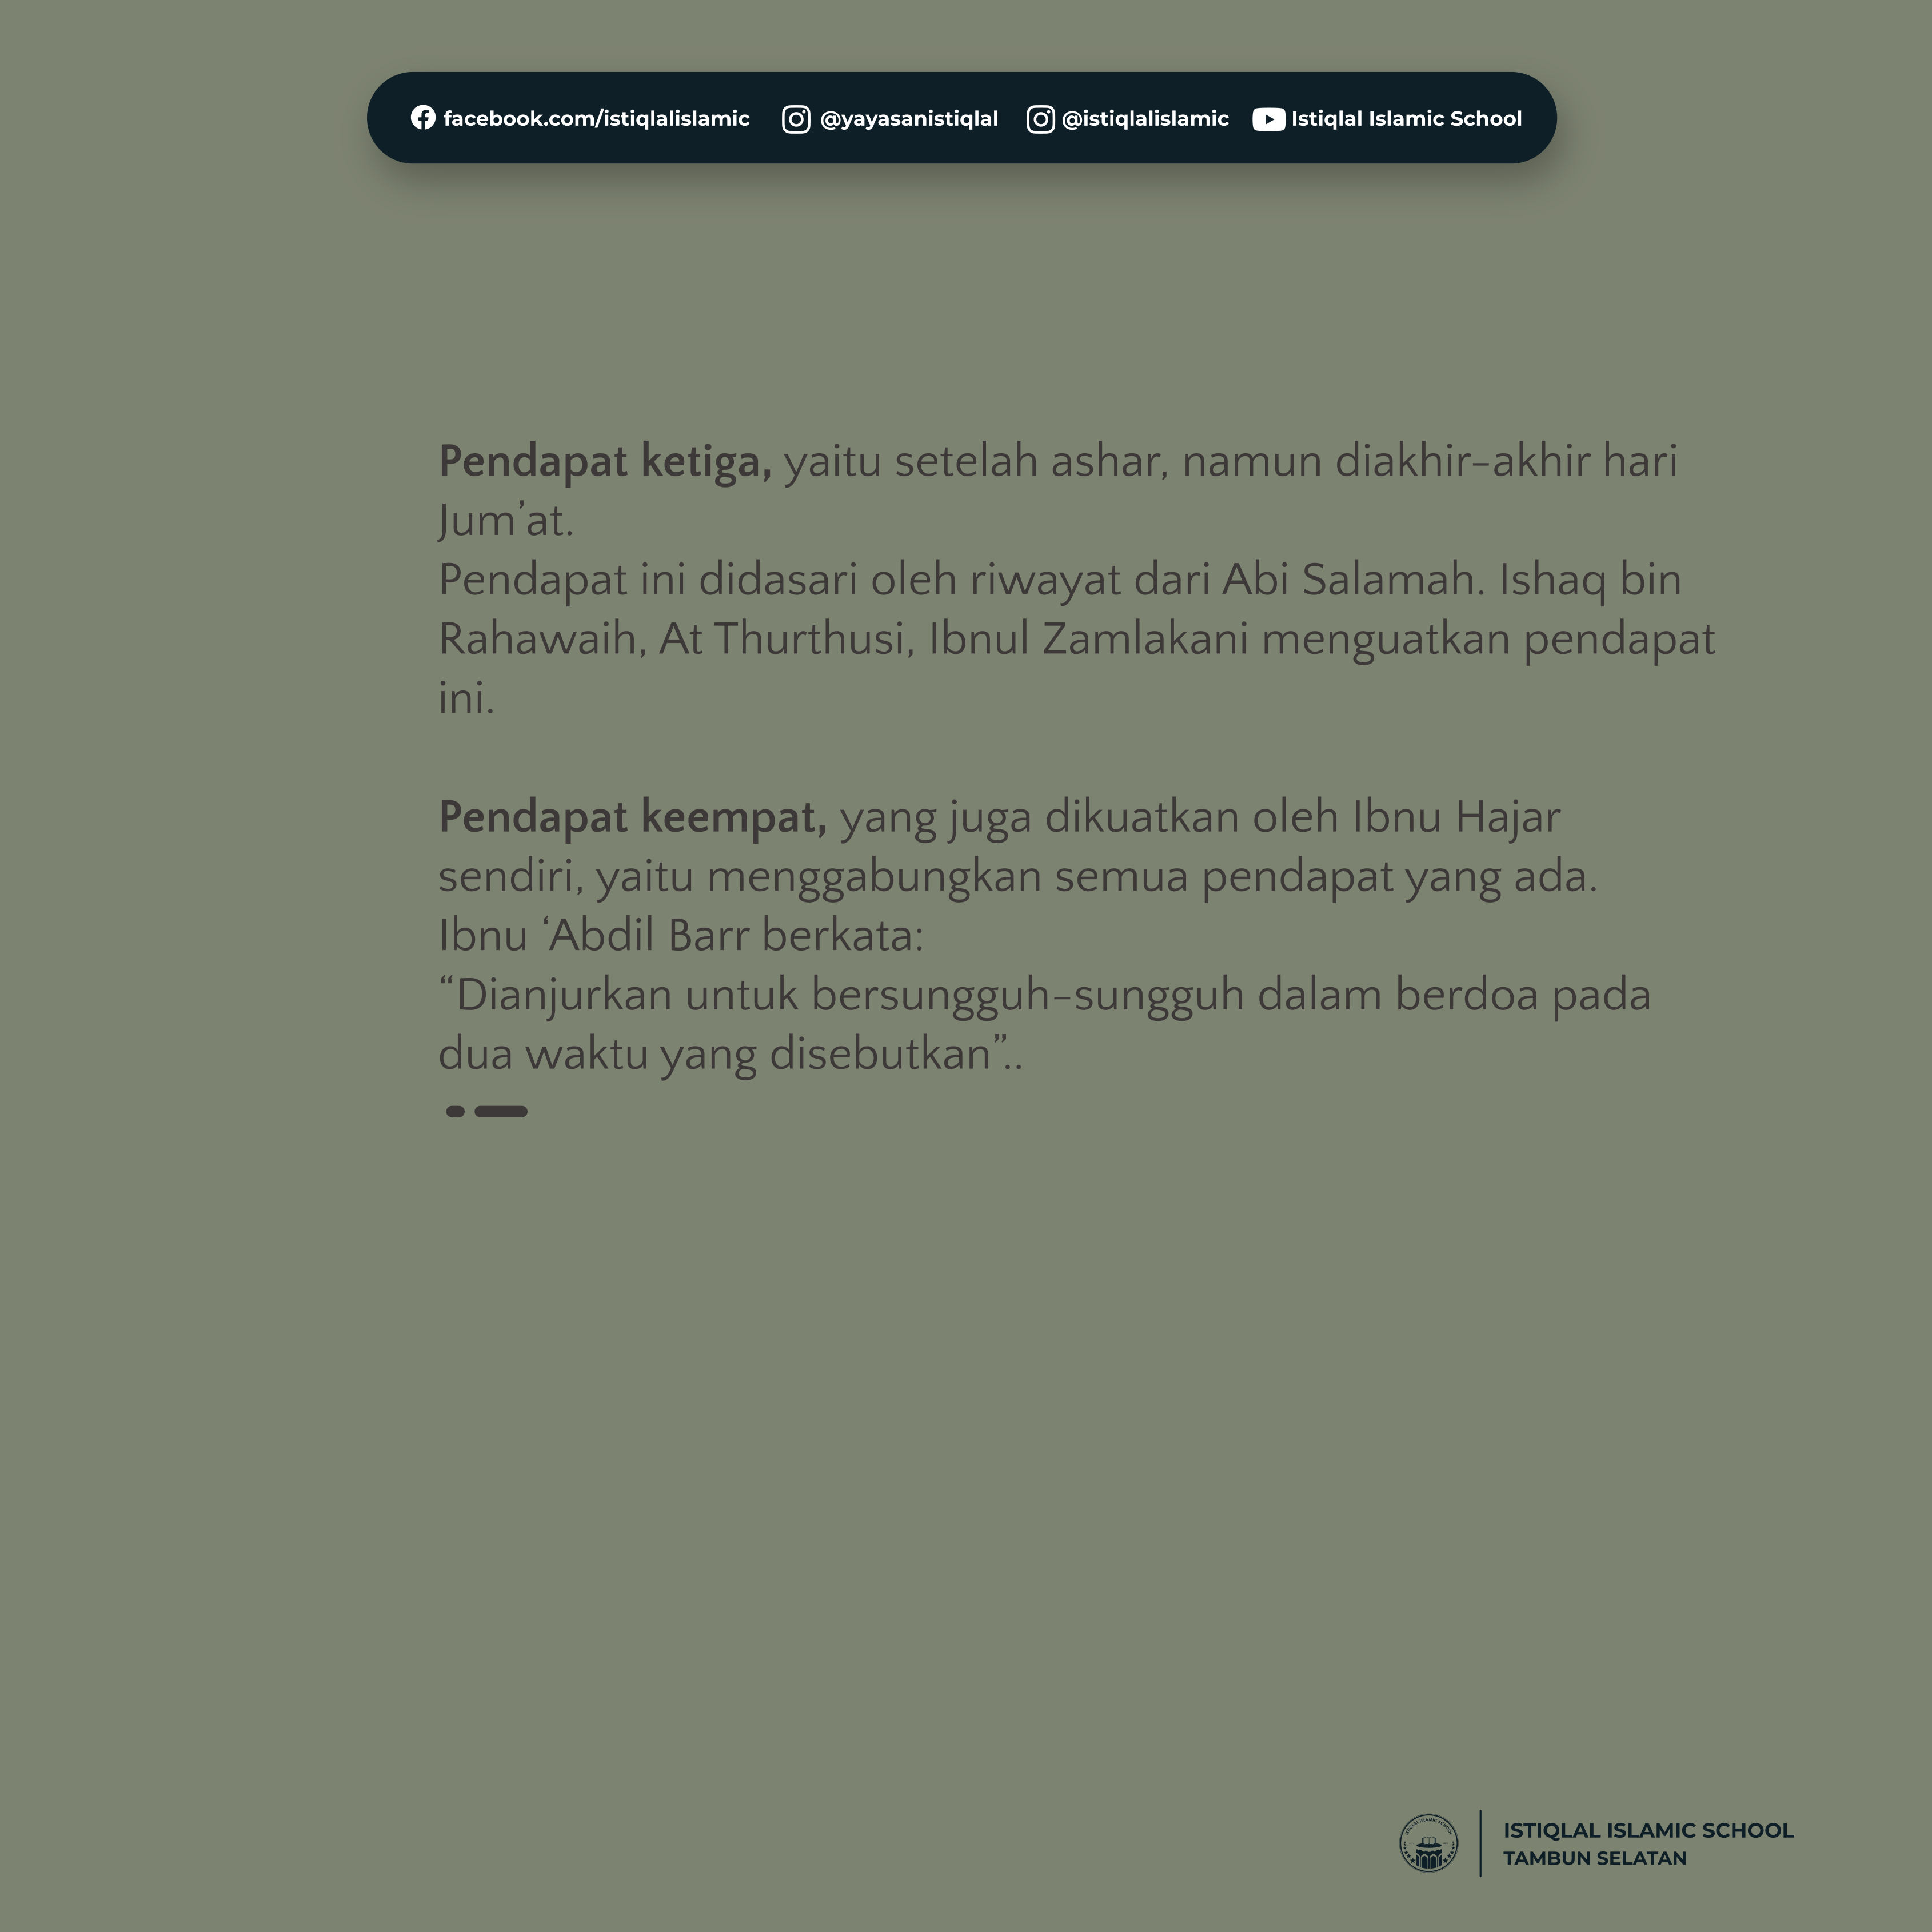 facebook.com/istiqlalislamic @yayasanistiqlal @istiqlalislamic Istiqlal Islamic School
Pendapat ketiga, yaitu setelah ashar, namun diakhir-akhir hari
Jum’at.
Pendapat ini didasari oleh riwayat dari Abi Salamah. Ishaq bin
Rahawaih, At Thurthusi, Ibnul Zamlakani menguatkan pendapat
ini.
Pendapat keempat, yang juga dikuatkan oleh Ibnu Hajar
sendiri, yaitu menggabungkan semua pendapat yang ada.
Ibnu ‘Abdil Barr berkata:
“Dianjurkan untuk bersungguh-sungguh dalam berdoa pada
dua waktu yang disebutkan”..
ISTIQLAL ISLAMIC SCHOOL
ISTIQLAL ISLAMIC SCHOOL
TAMBUN SELATAN